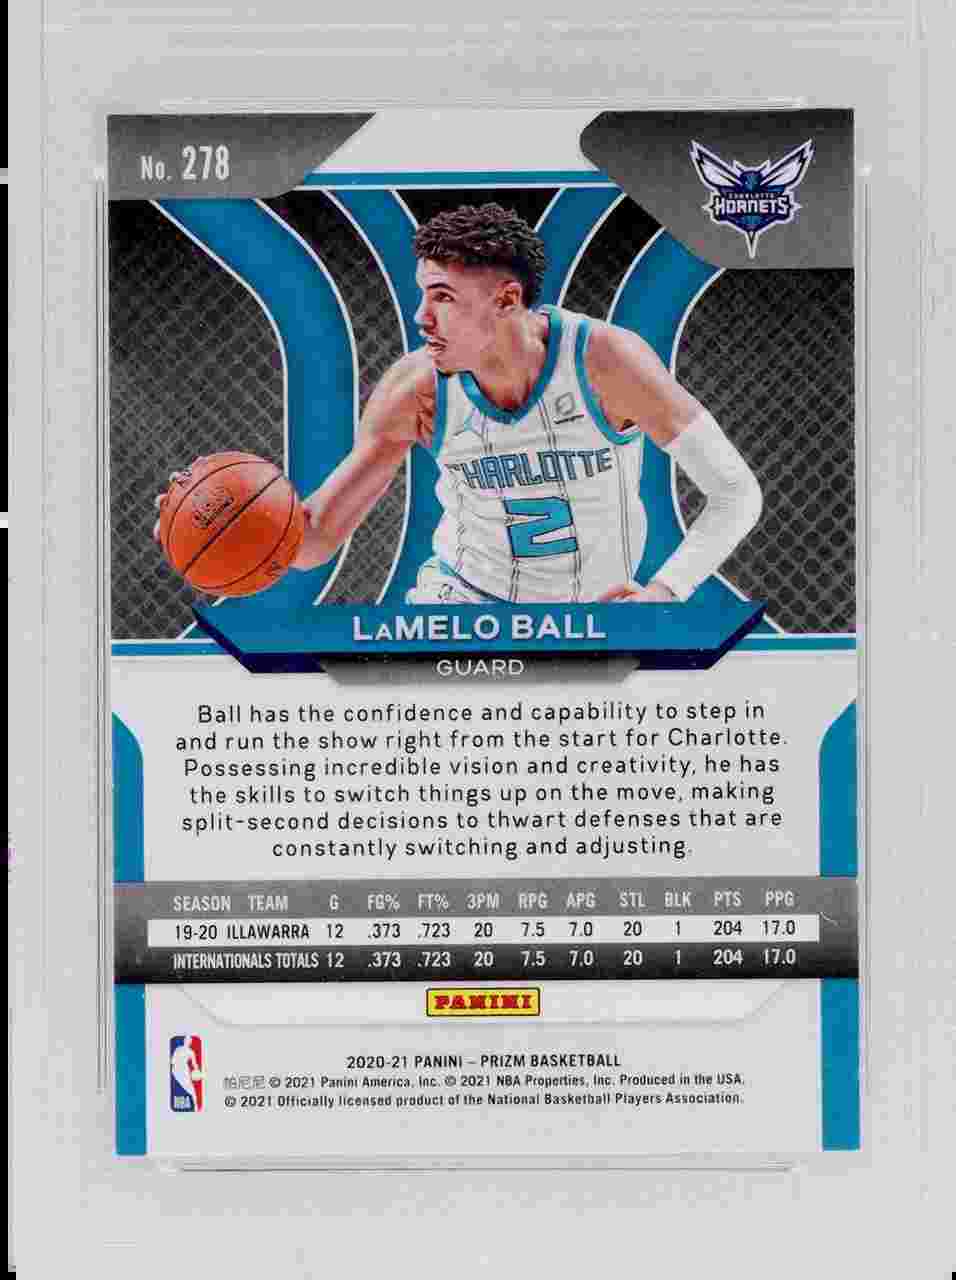 No. 278
CHARLOTTE
HORNETS
CHARLOTTE
2
LAMELO BALL
GUARD
Ball has the confidence and capability to step in
and run the show right from the start for Charlotte.
Possessing incredible vision and creativity, he has
the skills to switch things up on the move, making
split-second decisions to thwart defenses that are
constantly switching and adjusting.
SEASON TEAM G FG% FT% 3PM RPG APG STL BLK PTS PPG
19-20 ILLAWARRA 12 .373 .723 20 7.5 7.0 20 1 204 17.0
INTERNATIONALS TOTALS 12 .373 .723 20 7.5 7.0 20 1 204 17.0
PANINI
NBA
2020-21 PANINI – PRIZM BASKETBALL
帕尼尼 © 2021 Panini America, Inc. © 2021 NBA Properties, Inc. Produced in the USA.
© 2021 Officially licensed product of the National Basketball Players Association.